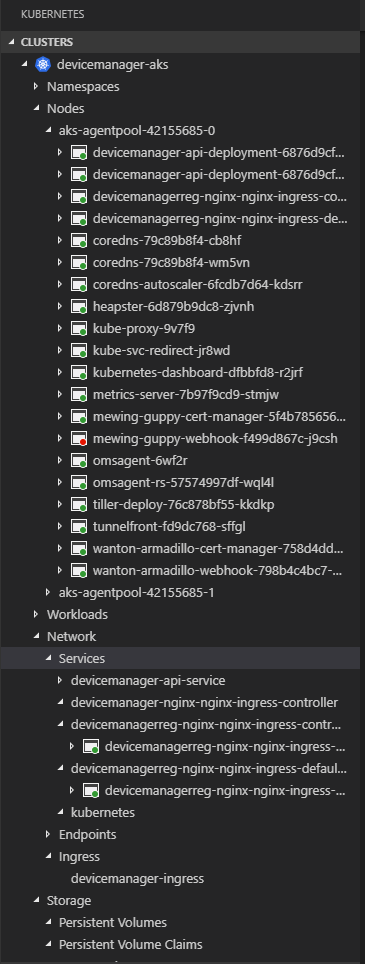 KUBERNETES
CLUSTERS
devicemanager-aks
Namespaces
Nodes
aks-agentpool-42155685-0
devicemanager-api-deployment-6876d9cf...
devicemanager-api-deployment-6876d9cf...
devicemanagerreg-nginx-nginx-ingress-co...
devicemanagerreg-nginx-nginx-ingress-de...
coredns-79c89b8f4-cb8hf
coredns-79c89b8f4-wm5vn
coredns-autoscaler-6fcdb7d64-kdsrr
heapster-6d879b9dc8-zjvnh
kube-proxy-9v7f9
kube-svc-redirect-jr8wd
kubernetes-dashboard-dfbbfd8-r2jrf
metrics-server-7b97f9cd9-stmjw
mewing-guppy-cert-manager-5f4b785656...
mewing-guppy-webhook-f499d867c-j9csh
omsagent-6wf2r
omsagent-rs-57574997df-wql4l
tiller-deploy-76c878bf55-kkdkp
tunnelfront-fd9dc768-sffgl
wanton-armadillo-cert-manager-758d4dd...
wanton-armadillo-webhook-798b4c4bc7-...
aks-agentpool-42155685-1
Workloads
Network
Services
devicemanager-api-service
devicemanager-nginx-nginx-ingress-controller
devicemanagerreg-nginx-nginx-ingress-contr...
devicemanagerreg-nginx-nginx-ingress-...
devicemanagerreg-nginx-nginx-ingress-defaul...
devicemanagerreg-nginx-nginx-ingress-...
kubernetes
Endpoints
Ingress
devicemanager-ingress
Storage
Persistent Volumes
Persistent Volume Claims